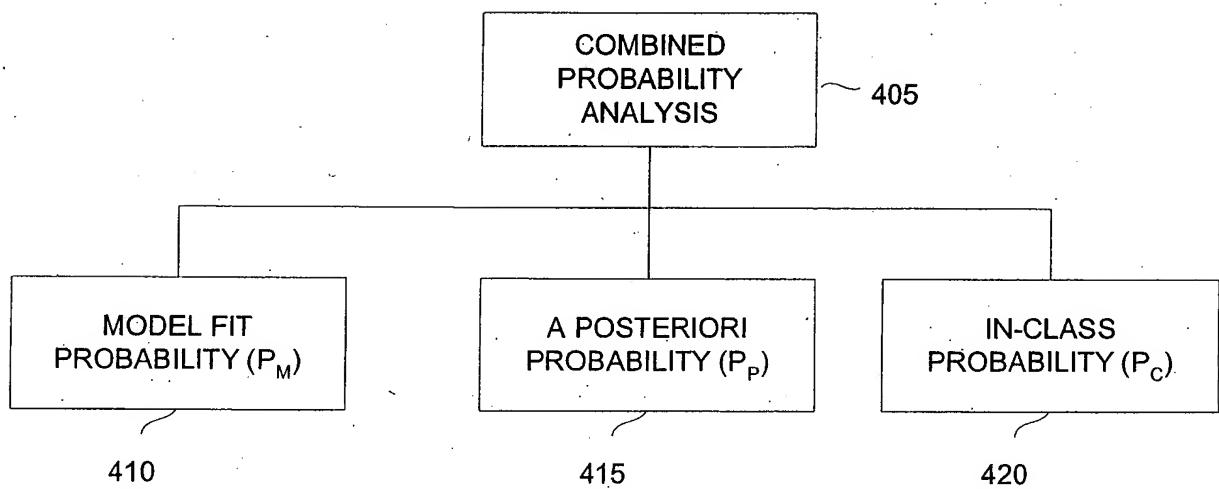 COMBINED
PROBABILITY
ANALYSIS
405
MODEL FIT
PROBABILITY (P_M)
A POSTERIORI
PROBABILITY (P_P)
IN-CLASS
PROBABILITY (P_C)
410
415
420